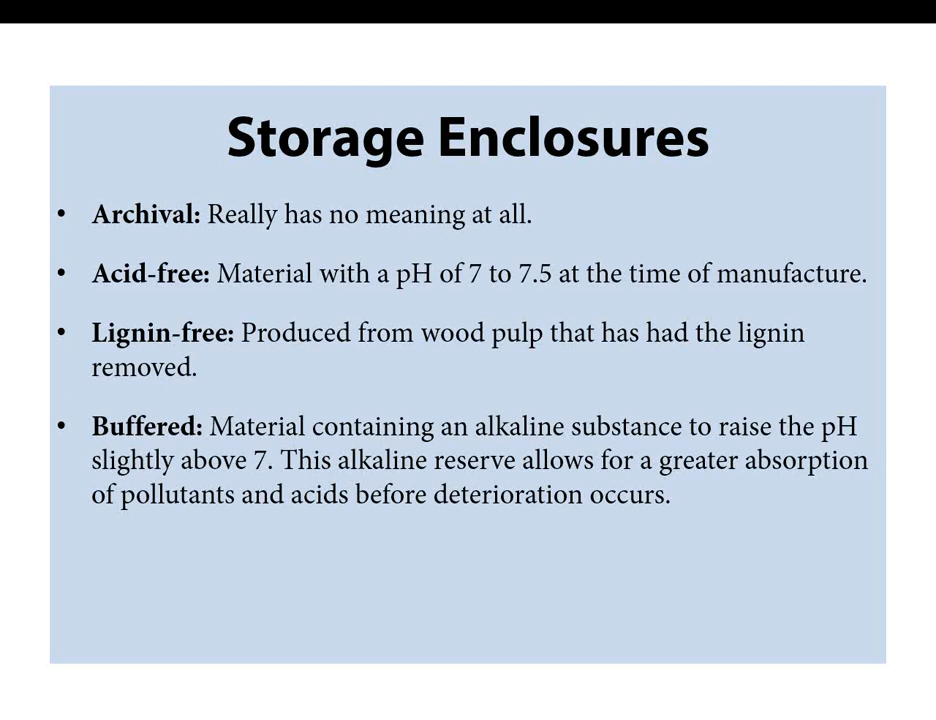 Storage Enclosures
• Archival: Really has no meaning at all.
• Acid-free: Material with a pH of 7 to 7.5 at the time of manufacture.
• Lignin-free: Produced from wood pulp that has had the lignin
removed.
• Buffered: Material containing an alkaline substance to raise the pH
slightly above 7. This alkaline reserve allows for a greater absorption
of pollutants and acids before deterioration occurs.